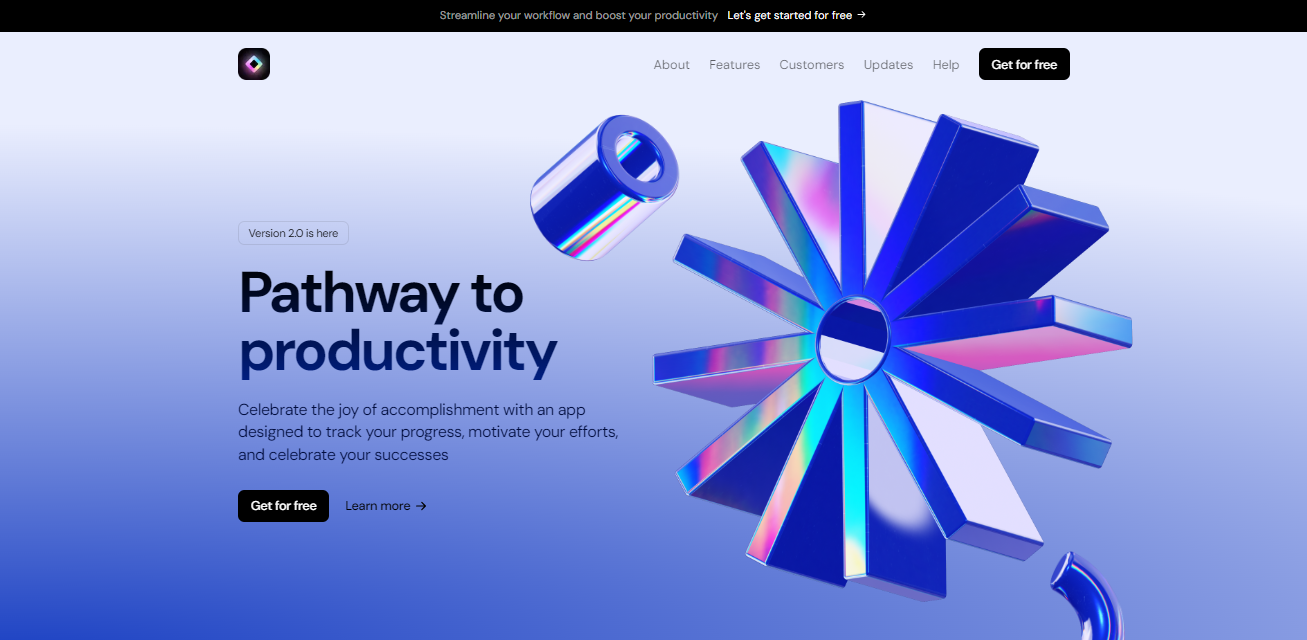 Streamline your workflow and boost your productivity Let's get started for free →
About Features Customers Updates Help Get for free
Version 2.0 is here
Pathway to
productivity
Celebrate the joy of accomplishment with an app
designed to track your progress, motivate your efforts,
and celebrate your successes
Get for free Learn more →